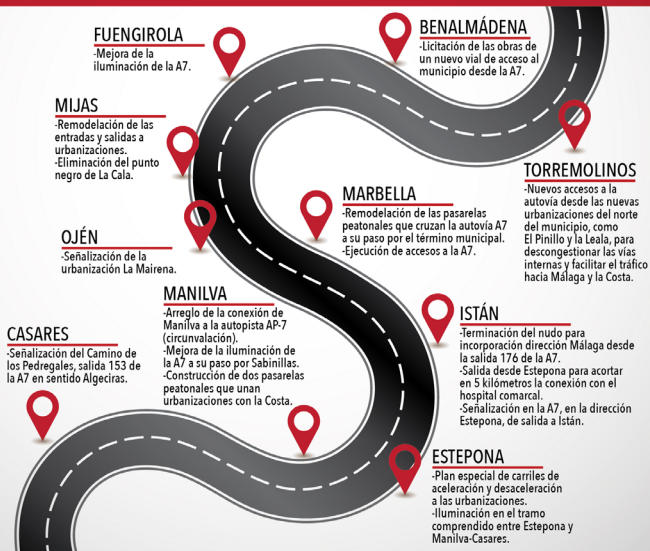 FUENGIROLA
-Mejora de la
iluminación de la A7.
BENALMÁDENA
-Licitación de las obras de
un nuevo vial de acceso al
municipio desde la A7.
MIJAS
-Remodelación de las
entradas y salidas a
urbanizaciones.
-Eliminación del punto
negro de La Cala.
TORREMOLINOS
-Nuevos accesos a la
autovía desde las nuevas
urbanizaciones del norte
del municipio, como
El Pinillo y la Leala, para
descongestionar las vías
internas y facilitar el tráfico
hacia Málaga y la Costa.
MARBELLA
-Remodelación de las pasarelas
peatonales que cruzan la autovía A7
a su paso por el término municipal.
-Ejecución de accesos a la A7.
OJÉN
-Señalización de la
urbanización La Mairena.
MANILVA
-Arreglo de la conexión de
Manilva a la autopista AP-7
(circunvalación).
-Mejora de la iluminación de
la A7 a su paso por Sabinillas.
-Construcción de dos pasarelas
peatonales que unan
urbanizaciones con la Costa.
ISTÁN
-Terminación del nudo para
incorporación dirección Málaga desde
la salida 176 de la A7.
-Salida desde Estepona para acortar
en 5 kilómetros la conexión con el
hospital comarcal.
-Señalización en la A7, en la dirección
Estepona, de salida a Istán.
CASARES
-Señalización del Camino de
los Pedregales, salida 153 de
la A7 en sentido Algeciras.
ESTEPONA
-Plan especial de carriles de
aceleración y desaceleración
a las urbanizaciones.
-Iluminación en el tramo
comprendido entre Estepona y
Manilva-Casares.